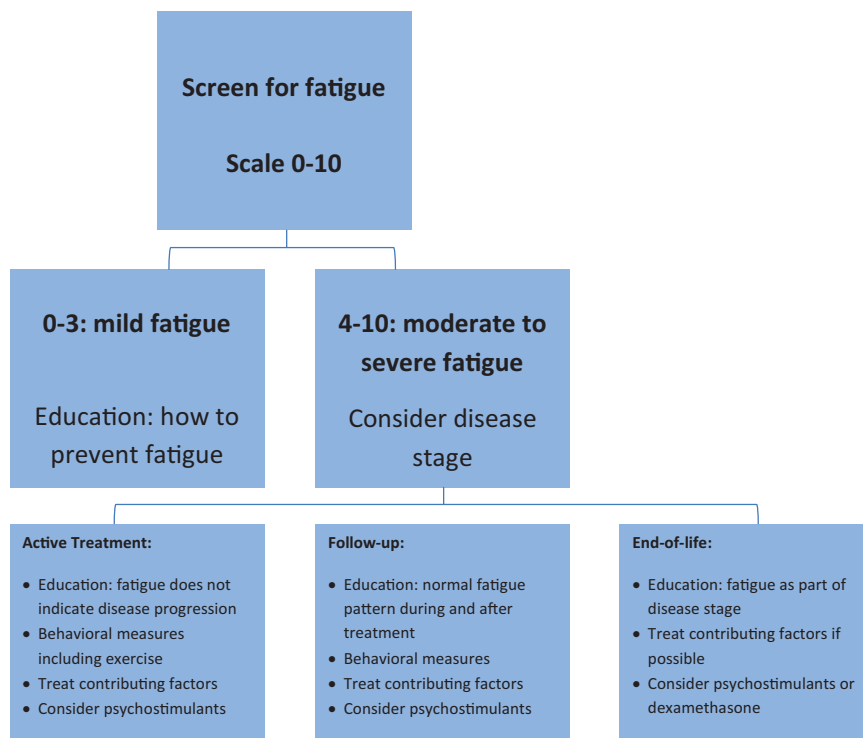 Screen for fatigue
Scale 0-10
0-3: mild fatigue
Education: how to
prevent fatigue
4-10: moderate to
severe fatigue
Consider disease
stage
Active Treatment:
• Education: fatigue does not
indicate disease progression
• Behavioral measures
including exercise
• Treat contributing factors
• Consider psychostimulants
Follow-up:
• Education: normal fatigue
pattern during and after
treatment
• Behavioral measures
• Treat contributing factors
• Consider psychostimulants
End-of-life:
• Education: fatigue as part of
disease stage
• Treat contributing factors if
possible
• Consider psychostimulants or
dexamethasone